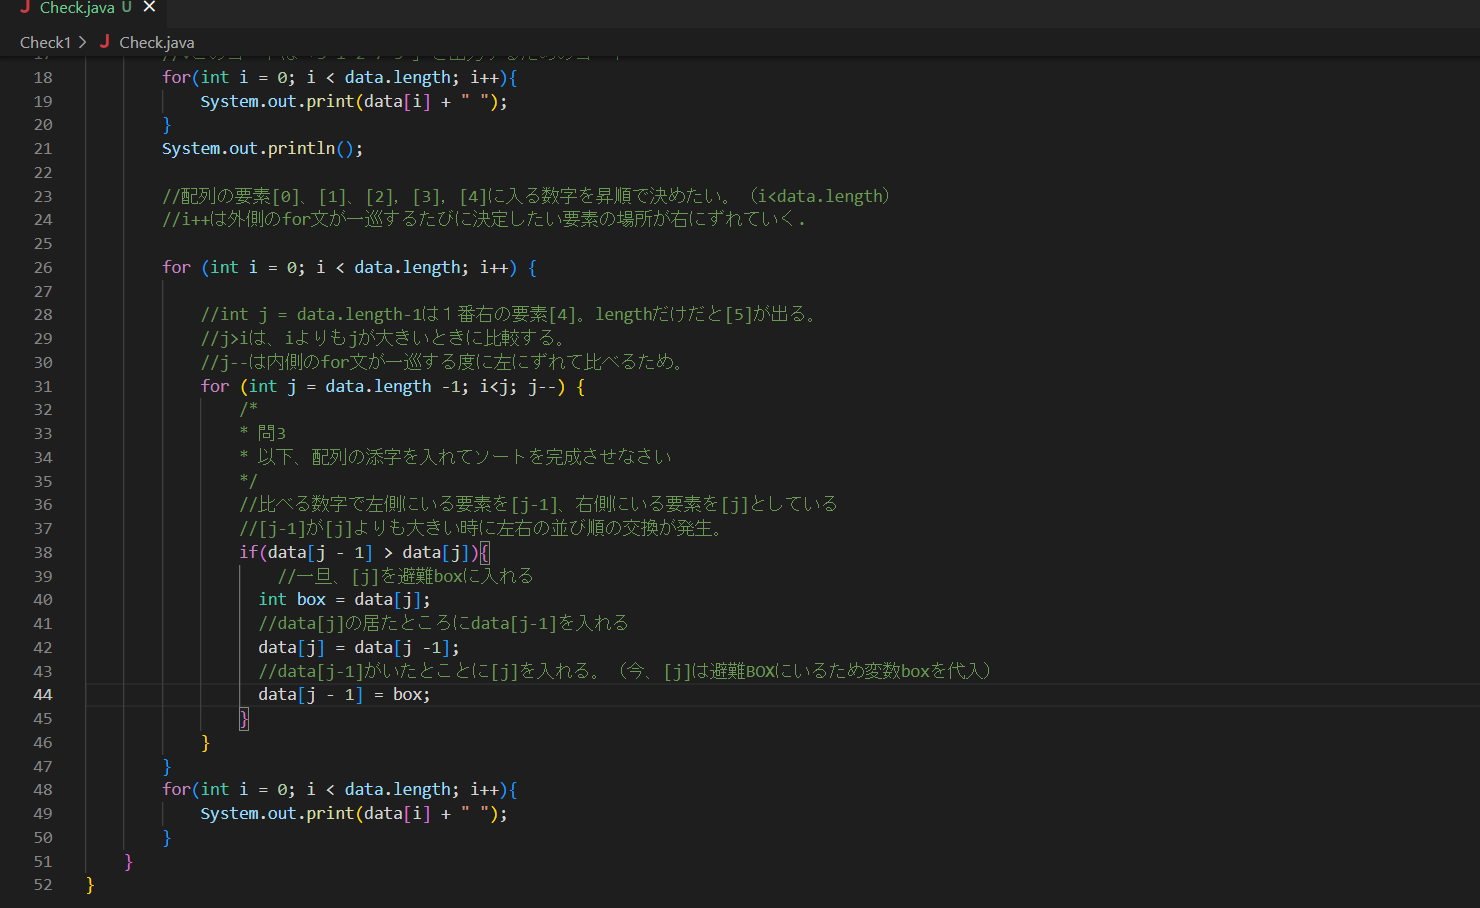 Check.java U
Check1 > Check.java
18 for(int i = 0; i < data.length; i++){
19 System.out.print(data[i] + " ");
20 }
21 System.out.println();
22
23 //配列の要素[0]、[1]、[2], [3], [4]に入る数字を昇順で決めたい。（i<data.length）
24 //i++は外側のfor文が一巡するたびに決定したい要素の場所が右にずれていく.
25
26 for (int i = 0; i < data.length; i++) {
27
28 //int j = data.length-1は１番右の要素[4]。lengthだけだと[5]が出る。
29 //j>iは、iよりもjが大きいときに比較する。
30 //j--は内側のfor文が一巡する度に左にずれて比べるため。
31 for (int j = data.length -1; i<j; j--) {
32 /*
33 * 問3
34 * 以下、配列の添字を入れてソートを完成させなさい
35 */
36 //比べる数字で左側にいる要素を[j-1]、右側にいる要素を[j]としている
37 //[j-1]が[j]よりも大きい時に左右の並び順の交換が発生。
38 if(data[j - 1] > data[j]){
39 //一旦、[j]を避難boxに入れる
40 int box = data[j];
41 //data[j]の居たところにdata[j-1]を入れる
42 data[j] = data[j -1];
43 //data[j-1]がいたとことに[j]を入れる。（今、[j]は避難BOXにいるため変数boxを代入）
44 data[j - 1] = box;
45 }
46 }
47 }
48 for(int i = 0; i < data.length; i++){
49 System.out.print(data[i] + " ");
50 }
51 }
52 }